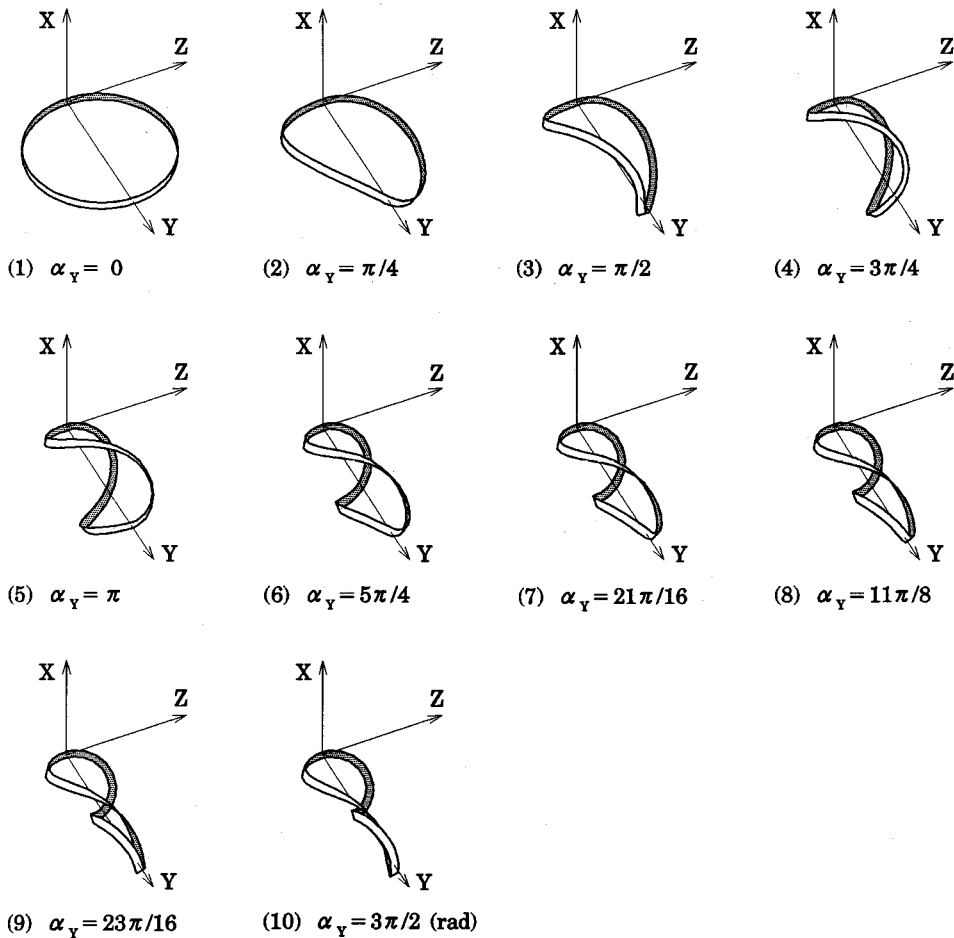 X X X X
Z Z Z Z
Y Y Y Y
(1) α_Y = 0 (2) α_Y = π/4 (3) α_Y = π/2 (4) α_Y = 3π/4
X X X X
Z Z Z Z
Y Y Y Y
(5) α_Y = π (6) α_Y = 5π/4 (7) α_Y = 21π/16 (8) α_Y = 11π/8
X X
Z Z
Y Y
(9) α_Y = 23π/16 (10) α_Y = 3π/2 (rad)